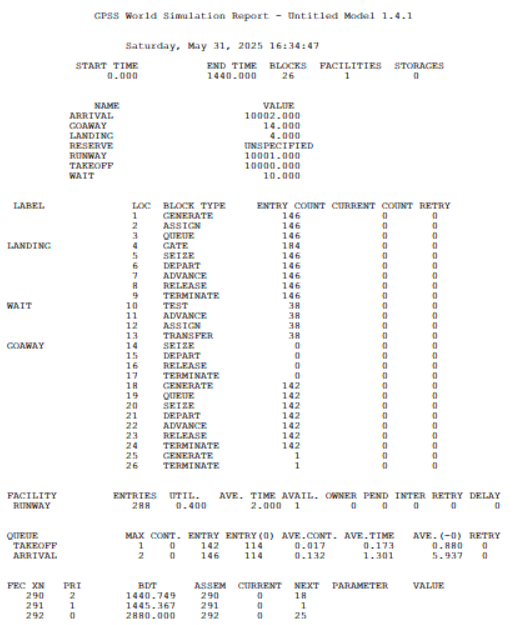 GPSS World Simulation Report - Untitled Model 1.4.1
Saturday, May 31, 2025 16:34:47
START TIME END TIME BLOCKS FACILITIES STORAGES
0.000 1440.000 26 1 0
NAME VALUE
ARRIVAL 10002.000
GOAWAY 14.000
LANDING 4.000
RESERVE UNSPECIFIED
RUNWAY 10001.000
TAKEOFF 10000.000
WAIT 10.000
LABEL LOC BLOCK TYPE ENTRY COUNT CURRENT COUNT RETRY
1 GENERATE 146 0 0
2 ASSIGN 146 0 0
3 QUEUE 146 0 0
LANDING 4 GATE 184 0 0
5 SEIZE 146 0 0
6 DEPART 146 0 0
7 ADVANCE 146 0 0
8 RELEASE 146 0 0
9 TERMINATE 146 0 0
WAIT 10 TEST 38 0 0
11 ADVANCE 38 0 0
12 ASSIGN 38 0 0
13 TRANSFER 38 0 0
GOAWAY 14 SEIZE 0 0 0
15 DEPART 0 0 0
16 RELEASE 0 0 0
17 TERMINATE 0 0 0
18 GENERATE 142 0 0
19 QUEUE 142 0 0
20 SEIZE 142 0 0
21 DEPART 142 0 0
22 ADVANCE 142 0 0
23 RELEASE 142 0 0
24 TERMINATE 142 0 0
25 GENERATE 1 0 0
26 TERMINATE 1 0 0
FACILITY ENTRIES UTIL. AVE. TIME AVAIL. OWNER PEND INTER RETRY DELAY
RUNWAY 288 0.400 2.000 1 0 0 0 0 0
QUEUE MAX CONT. ENTRY ENTRY(0) AVE.CONT. AVE.TIME AVE.(-0) RETRY
TAKEOFF 1 0 142 114 0.017 0.173 0.880 0
ARRIVAL 2 0 146 114 0.132 1.301 5.937 0
FEC XN PRI BDT ASSEM CURRENT NEXT PARAMETER VALUE
290 2 1440.749 290 0 18
291 1 1445.367 291 0 1
292 0 2880.000 292 0 25